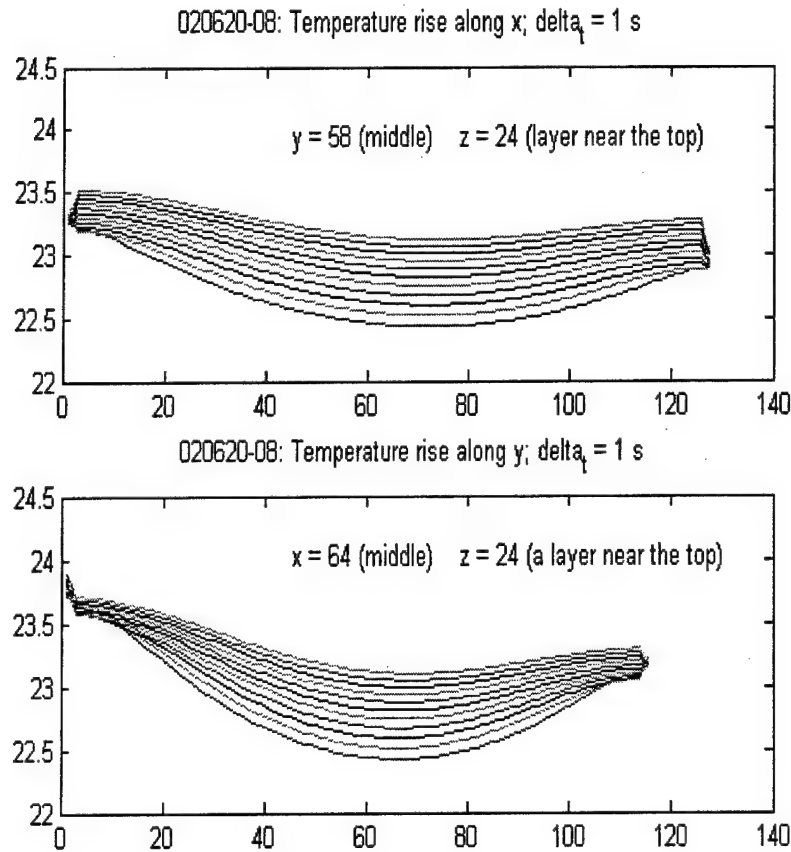 020620-08: Temperature rise along x; delta_t = 1 s
24.5
24
23.5
23
22.5
22
y = 58 (middle) z = 24 (layer near the top)
0 20 40 60 80 100 120 140
020620-08: Temperature rise along y; delta_t = 1 s
24.5
24
23.5
23
22.5
22
x = 64 (middle) z = 24 (a layer near the top)
0 20 40 60 80 100 120 140